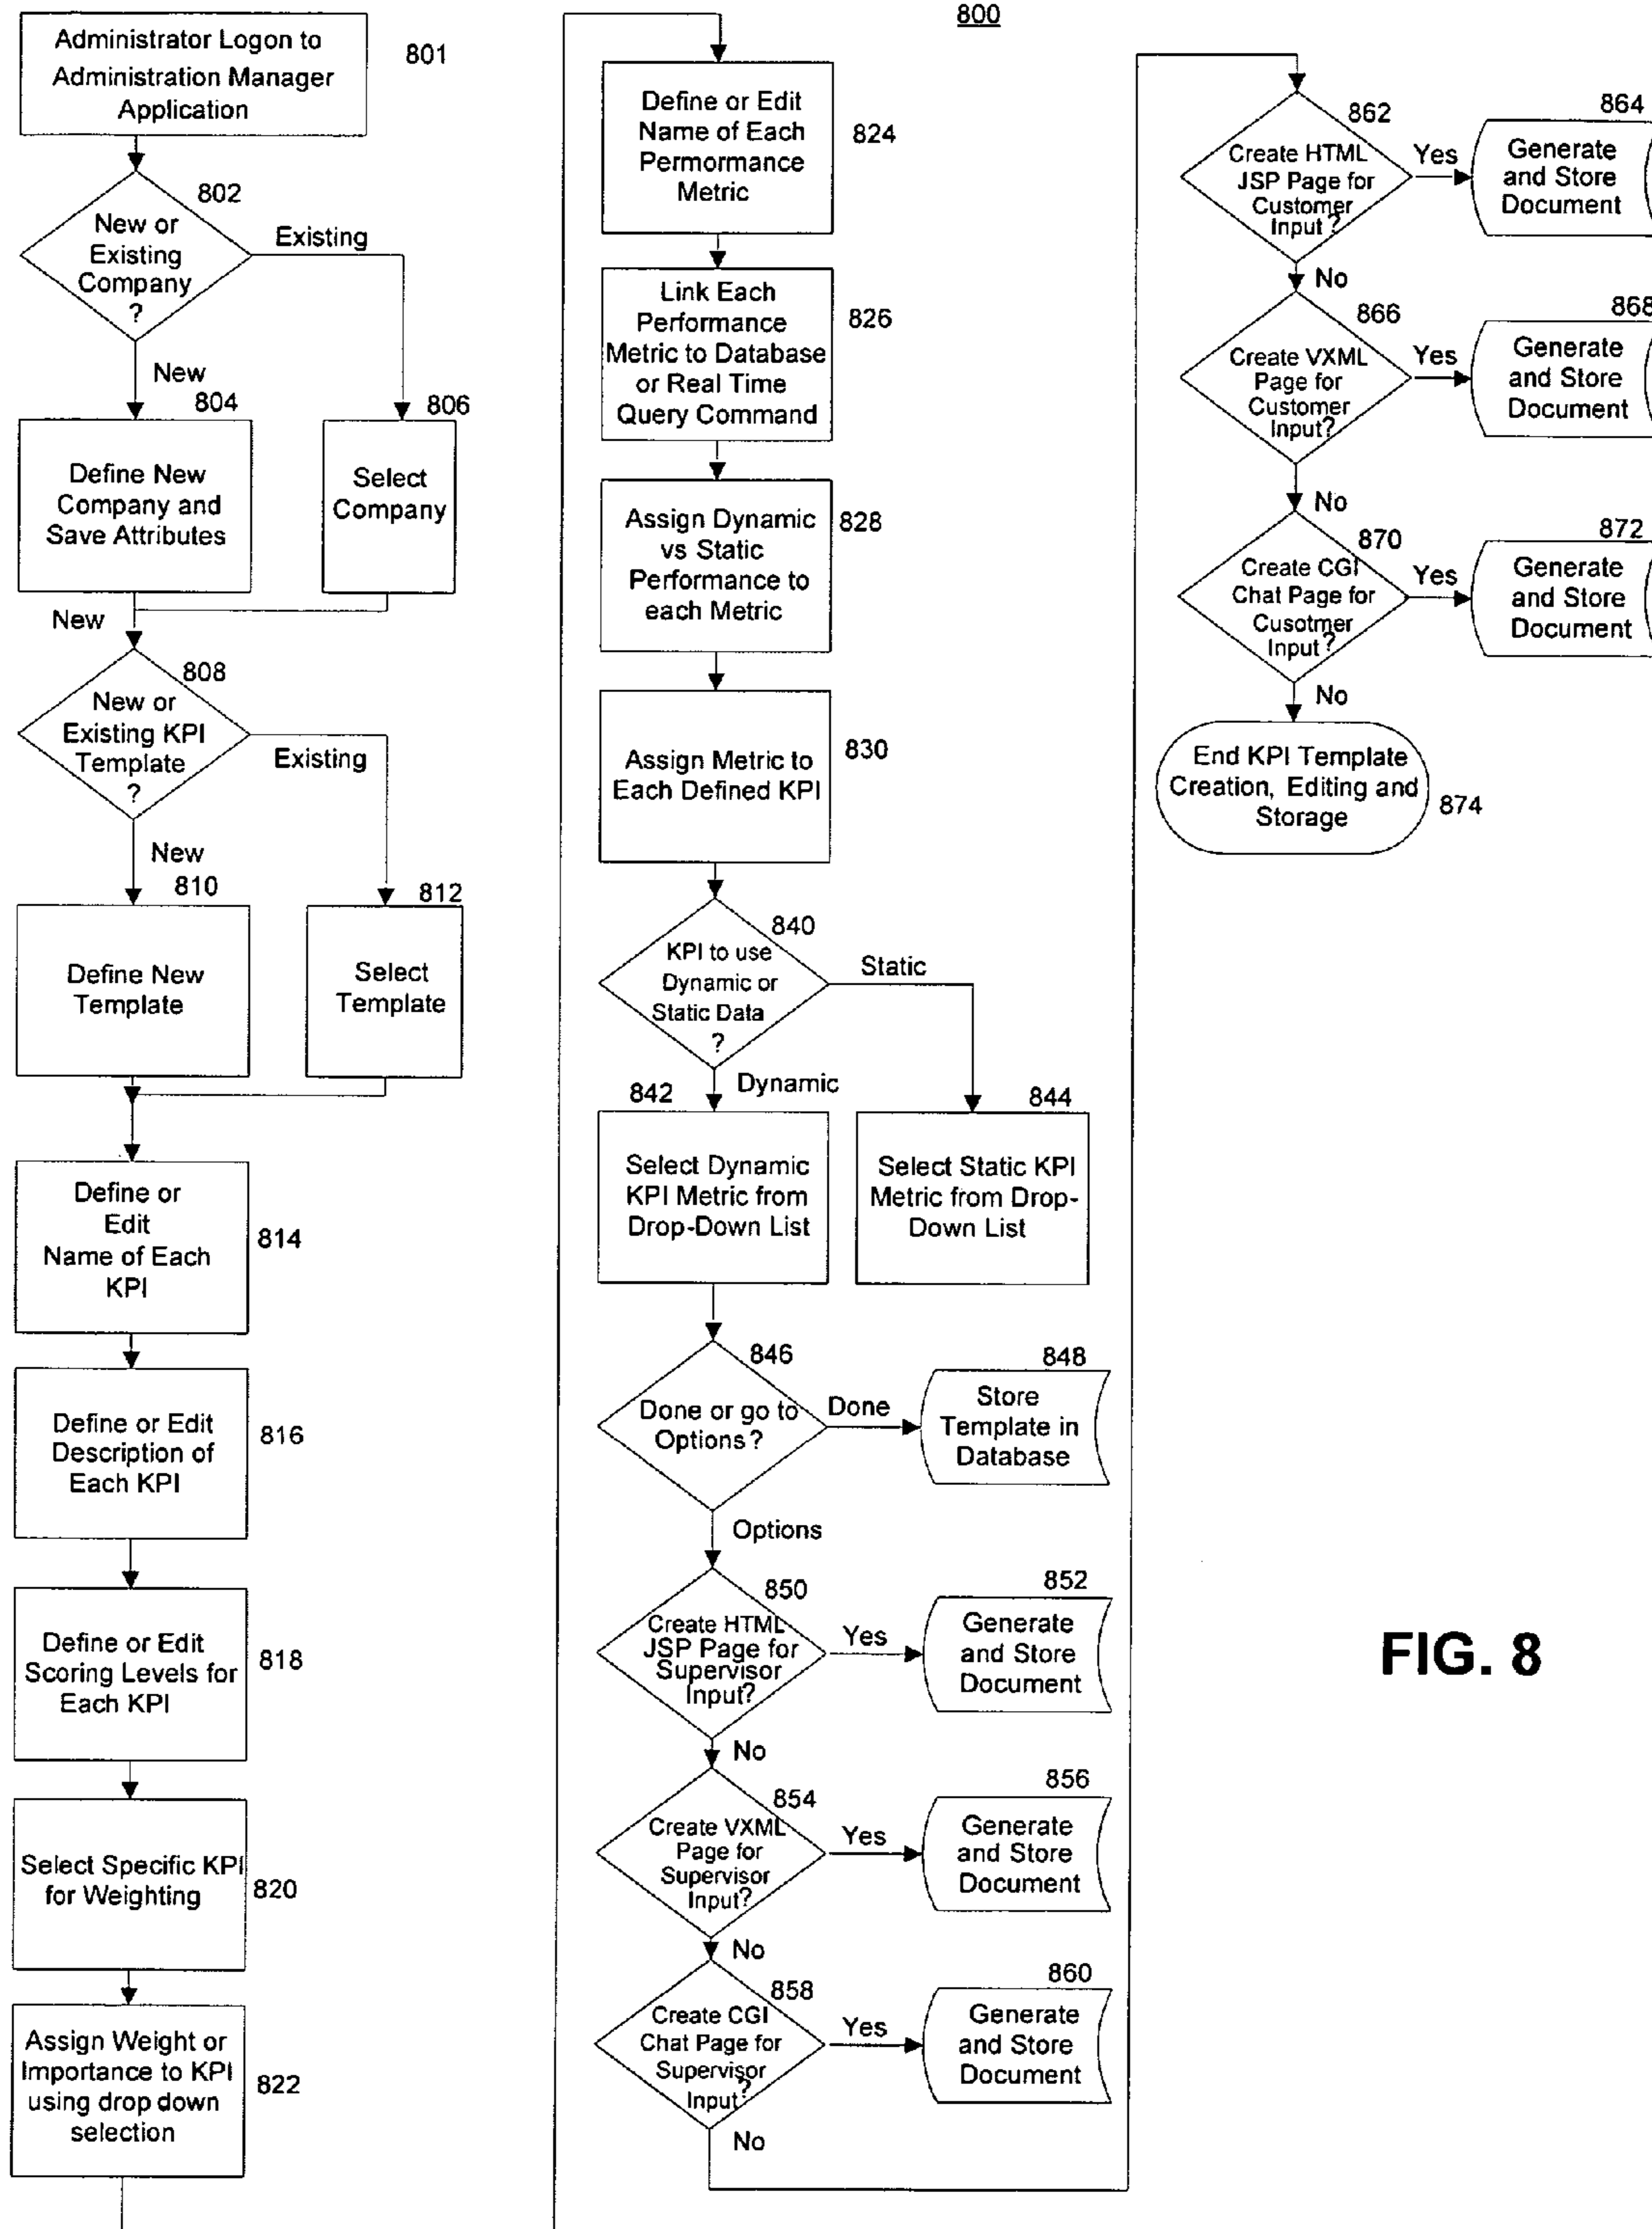 800
Administrator Logon to
Administration Manager
Application
801
802
New or
Existing
Company
?
Existing
New
804
806
Define New
Company and
Save Attributes
Select
Company
New
808
New or
Existing KPI
Template
?
Existing
New
810
812
Define New
Template
Select
Template
Define or
Edit
Name of Each
KPI
814
Define or Edit
Description of
Each KPI
816
Define or Edit
Scoring Levels for
Each KPI
818
Select Specific KPI
for Weighting
820
Assign Weight or
Importance to KPI
using drop down
selection
822
Define or Edit
Name of Each
Permormance
Metric
824
Link Each
Performance
Metric to Database
or Real Time
Query Command
826
Assign Dynamic
vs Static
Performance to
each Metric
828
Assign Metric to
Each Defined KPI
830
840
KPI to use
Dynamic or
Static Data
?
Static
Dynamic
842
844
Select Dynamic
KPI Metric from
Drop-Down List
Select Static KPI
Metric from Drop-
Down List
846
Done or go to
Options?
Done
848
Store
Template in
Database
Options
850
Create HTML
JSP Page for
Supervisor
Input?
Yes
852
Generate
and Store
Document
No
854
Create VXML
Page for
Supervisor
Input?
Yes
856
Generate
and Store
Document
No
858
Create CGI
Chat Page for
Supervisor
Input?
Yes
860
Generate
and Store
Document
No
862
Create HTML
JSP Page for
Customer
Input?
Yes
864
Generate
and Store
Document
No
866
Create VXML
Page for
Customer
Input?
Yes
868
Generate
and Store
Document
No
870
Create CGI
Chat Page for
Cusotmer
Input?
Yes
872
Generate
and Store
Document
No
End KPI Template
Creation, Editing and
Storage
874
FIG. 8